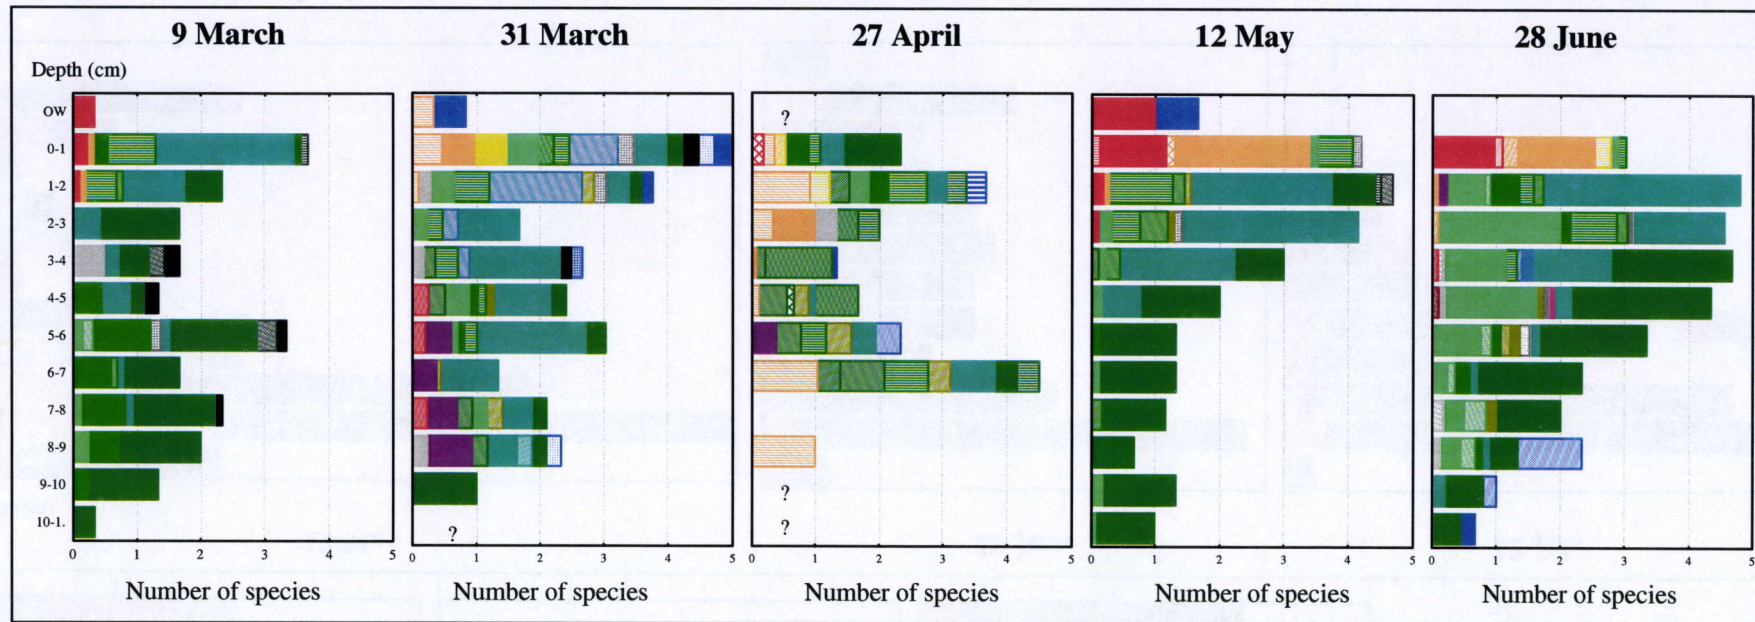 9 March 31 March 27 April 12 May 28 June
Depth (cm)
OW ?
0-1
1-2
2-3
3-4
4-5
5-6
6-7
7-8
8-9
9-10 ?
10-1. ? ?
0 1 2 3 4 5 0 1 2 3 4 5 0 1 2 3 4 5 0 1 2 3 4 5 0 1 2 3 4 5
Number of species Number of species Number of species Number of species Number of species